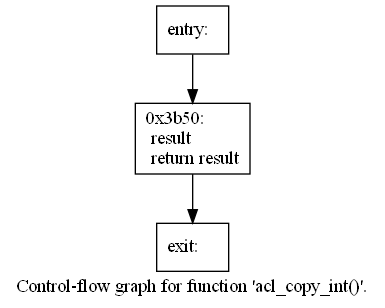 entry:
0x3b50:
result
return result
exit:
Control-flow graph for function 'acl_copy_int()'.